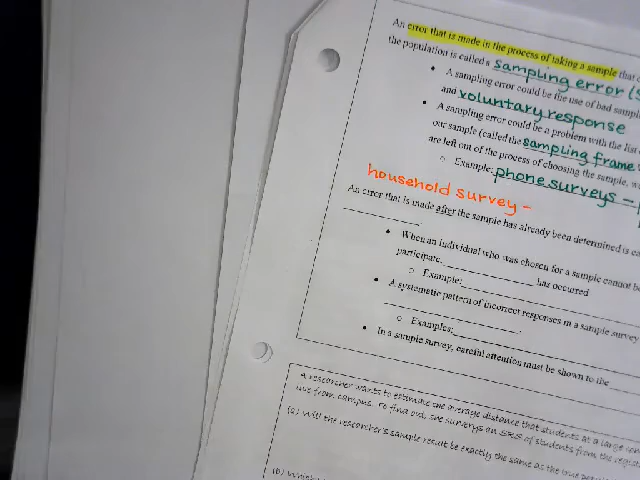 An error that is made in the process of taking a sample that
the population is called a sampling error (S
• A sampling error could be the use of bad sampl
and voluntary response
• A sampling error could be a problem with the list
our sample (called the sampling frame
are left out of the process of choosing the sample, w
○ Example: phone surveys –
household survey –
An error that is made after the sample has already been determined is ca
• When an individual who was chosen for a sample cannot be
participate, ____________ has occurred
○ Example:
• A systematic pattern of incorrect responses in a sample survey
○ Examples:
• In a sample survey, careful attention must be shown to the
A researcher wants to estimate the average distance that students at a large
use from campus. To find out, she surveys an SRS of students from the regist
(a) Will the researcher's sample result be exactly the same as the true
(b) Which